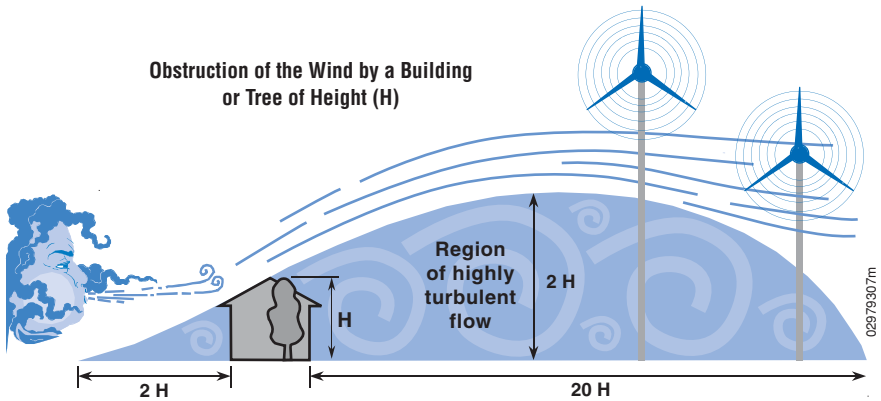 Obstruction of the Wind by a Building
or Tree of Height (H)
Region
of highly
turbulent
flow
2 H
H
2 H
20 H
02979307m